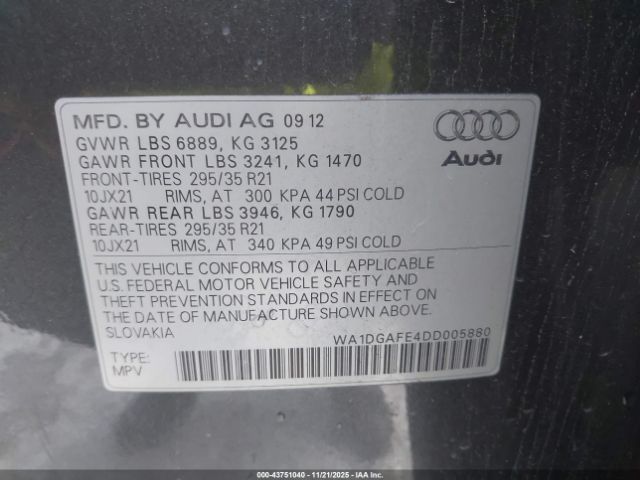 MFD. BY AUDI AG 09 12
GVWR LBS 6889, KG 3125
GAWR FRONT LBS 3241, KG 1470
FRONT-TIRES 295/35 R21
10JX21 RIMS, AT 300 KPA 44 PSI COLD
GAWR REAR LBS 3946, KG 1790
REAR-TIRES 295/35 R21
10JX21 RIMS, AT 340 KPA 49 PSI COLD
Audi
THIS VEHICLE CONFORMS TO ALL APPLICABLE
U.S. FEDERAL MOTOR VEHICLE SAFETY AND
THEFT PREVENTION STANDARDS IN EFFECT ON
THE DATE OF MANUFACTURE SHOWN ABOVE.
SLOVAKIA
WA1DGAFE4DD005880
TYPE:
MPV
000-43751040 - 11/21/2025 - IAA Inc.